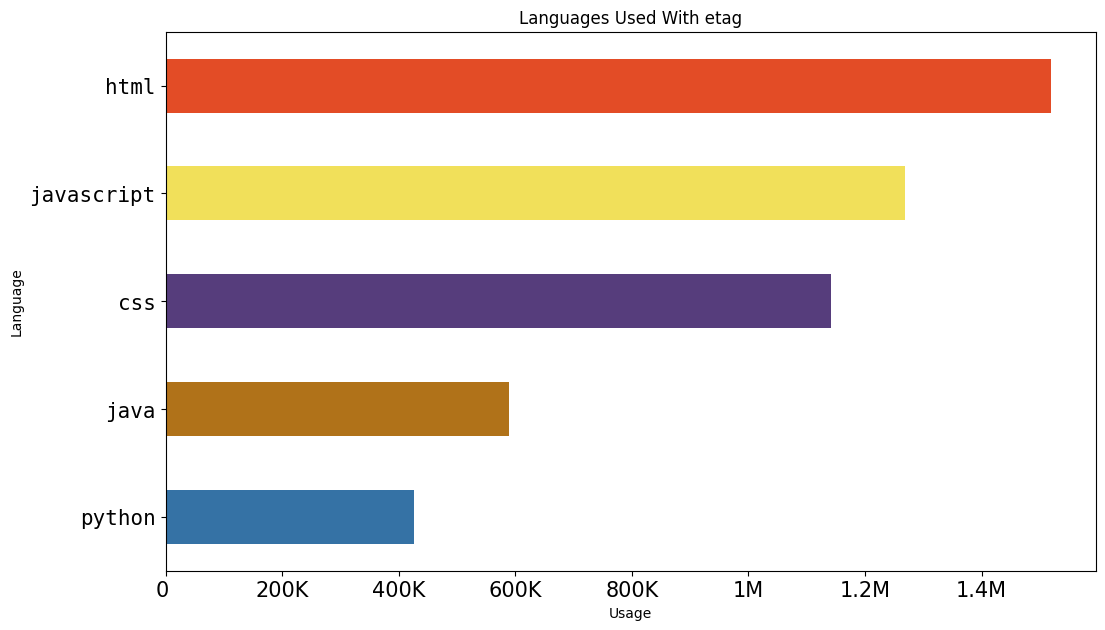 Languages Used With etag
html
javascript
css
java
python
Language
0 200K 400K 600K 800K 1M 1.2M 1.4M
Usage